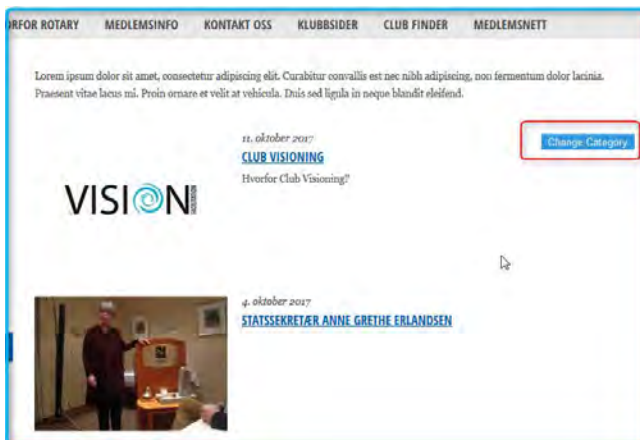 ORFOR ROTARY MEDLEMSINFO KONTAKT OSS KLUBBSIDER CLUB FINDER MEDLEMSNETT
Lorem ipsum dolor sit amet, consectetur adipiscing elit. Curabitur convallis est nec nibh adipiscing, non fermentum dolor lacinia.
Praesent vitae lacus mi. Proin ornare et velit at vehicula. Duis sed ligula in neque blandit eleifend.
11. oktober 2017
Change Category
CLUB VISIONING
Hvorfor Club Visioning?
VISION
4. oktober 2017
STATSSEKRETÆR ANNE GRETHE ERLANDSEN